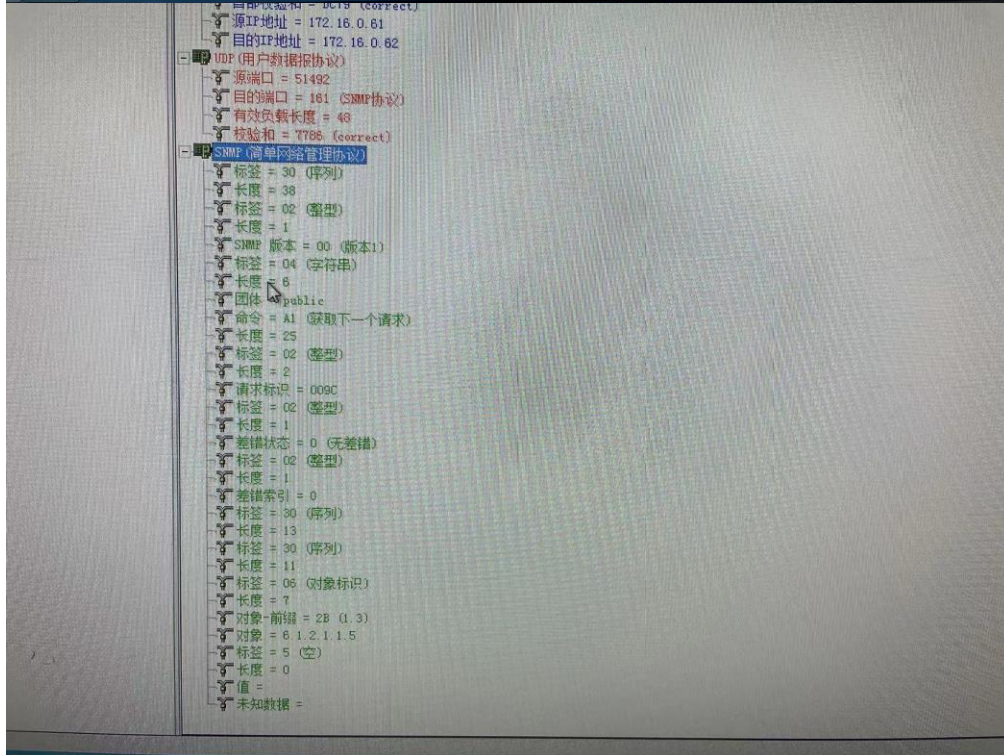 首部校验和 = DC19 (correct)
源IP地址 = 172.16.0.61
目的IP地址 = 172.16.0.62
UDP(用户数据报协议)
源端口 = 51492
目的端口 = 161 (SNMP协议)
有效负载长度 = 48
校验和 = 7786 (correct)
SNMP(简单网络管理协议)
标签 = 30 (序列)
长度 = 38
标签 = 02 (整型)
长度 = 1
SNMP 版本 = 00 (版本1)
标签 = 04 (字符串)
长度 = 6
团体 = public
命令 = A1 (获取下一个请求)
长度 = 25
标签 = 02 (整型)
长度 = 2
请求标识 = 009C
标签 = 02 (整型)
长度 = 1
差错状态 = 0 (无差错)
标签 = 02 (整型)
长度 = 1
差错索引 = 0
标签 = 30 (序列)
长度 = 13
标签 = 30 (序列)
长度 = 11
标签 = 06 (对象标识)
长度 = 7
对象-前缀 = 2B (1.3)
对象 = 6.1.2.1.1.5
标签 = 5 (空)
长度 = 0
值 =
未知数据 =